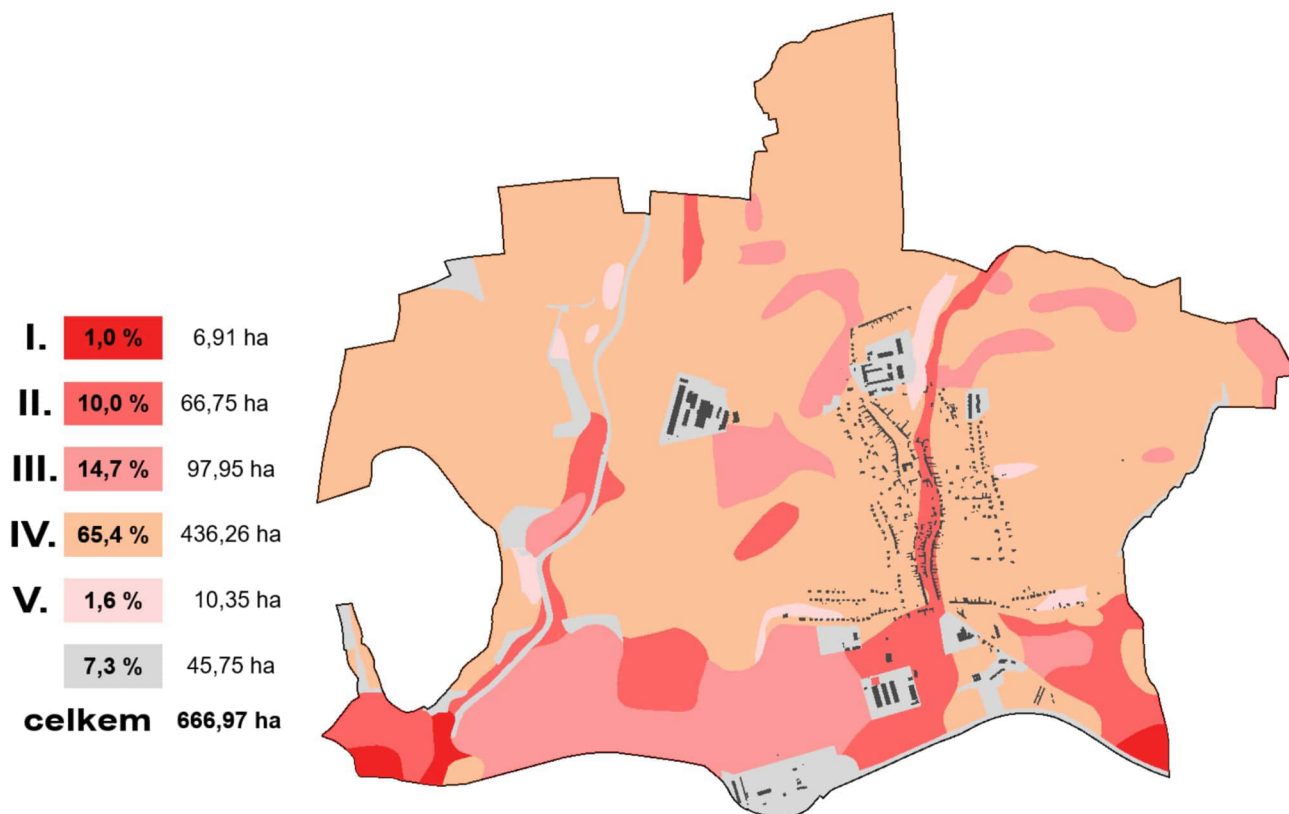 I. 1,0 % 6,91 ha
II. 10,0 % 66,75 ha
III. 14,7 % 97,95 ha
IV. 65,4 % 436,26 ha
V. 1,6 % 10,35 ha
7,3 % 45,75 ha
celkem 666,97 ha